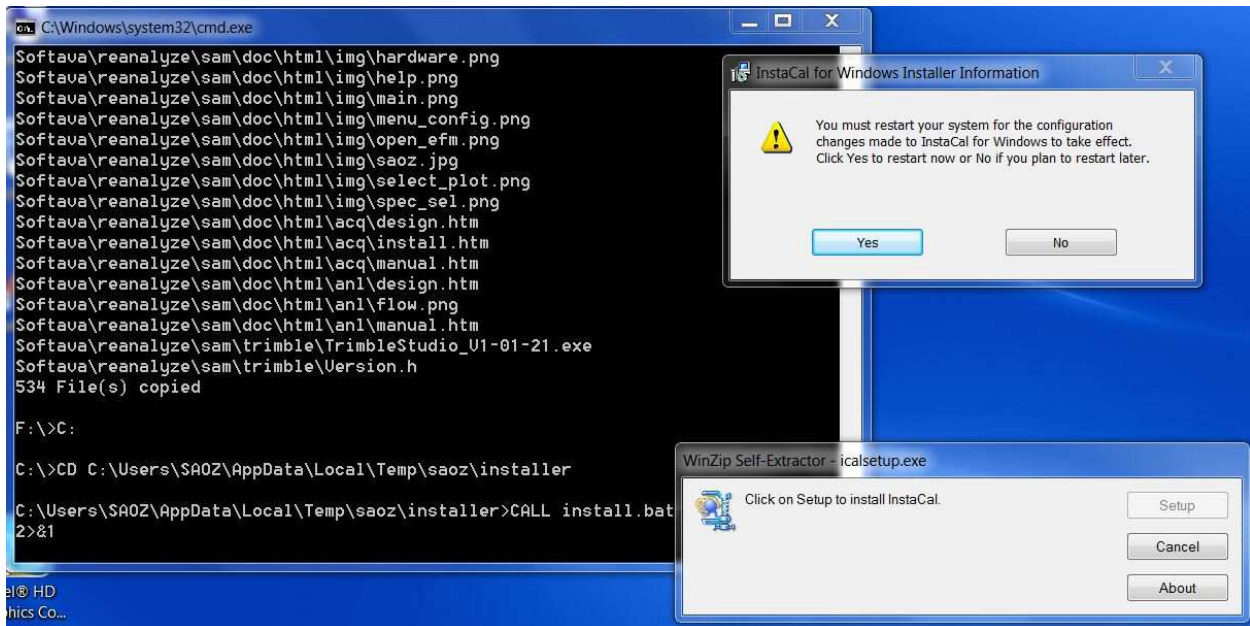 C:\Windows\system32\cmd.exe
Softava\reanalyze\sam\doc\html\img\hardware.png
Softava\reanalyze\sam\doc\html\img\help.png
Softava\reanalyze\sam\doc\html\img\main.png
Softava\reanalyze\sam\doc\html\img\menu_config.png
Softava\reanalyze\sam\doc\html\img\open_efm.png
Softava\reanalyze\sam\doc\html\img\saoz.jpg
Softava\reanalyze\sam\doc\html\img\select_plot.png
Softava\reanalyze\sam\doc\html\img\spec_sel.png
Softava\reanalyze\sam\doc\html\acq\design.htm
Softava\reanalyze\sam\doc\html\acq\install.htm
Softava\reanalyze\sam\doc\html\acq\manual.htm
Softava\reanalyze\sam\doc\html\anl\design.htm
Softava\reanalyze\sam\doc\html\anl\flow.png
Softava\reanalyze\sam\doc\html\anl\manual.htm
Softava\reanalyze\sam\trimble\TrimbleStudio_V1-01-21.exe
Softava\reanalyze\sam\trimble\Version.h
534 File(s) copied
F:\>C:
C:\>CD C:\Users\SAOZ\AppData\Local\Temp\saoz\installer
C:\Users\SAOZ\AppData\Local\Temp\saoz\installer>CALL install.bat
2>&1
InstaCal for Windows Installer Information
You must restart your system for the configuration
changes made to InstaCal for Windows to take effect.
Click Yes to restart now or No if you plan to restart later.
Yes
No
WinZip Self-Extractor - icalsetup.exe
Click on Setup to install InstaCal.
Setup
Cancel
About
el® HD
hics Co...